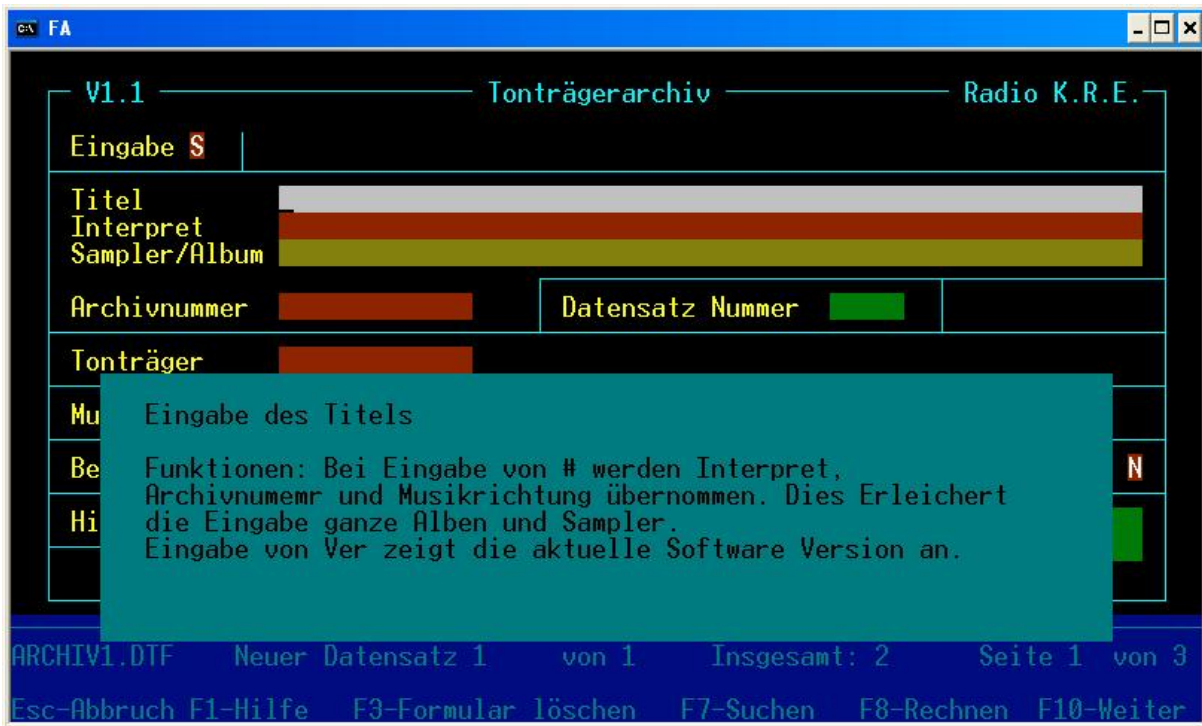 FA
V1.1 Tonträgerarchiv Radio K.R.E.
Eingabe S
Titel
Interpret
Sampler/Album
Archivnummer Datensatz Nummer
Tonträger
Mu
Eingabe des Titels
Be N
Funktionen: Bei Eingabe von # werden Interpret,
Archivnumemr und Musikrichtung übernommen. Dies Erleichert
Hi
die Eingabe ganze Alben und Sampler.
Eingabe von Ver zeigt die aktuelle Software Version an.
ARCHIV1.DTF Neuer Datensatz 1 von 1 Insgesamt: 2 Seite 1 von 3
Esc-Abbruch F1-Hilfe F3-Formular löschen F7-Suchen F8-Rechnen F10-Weiter